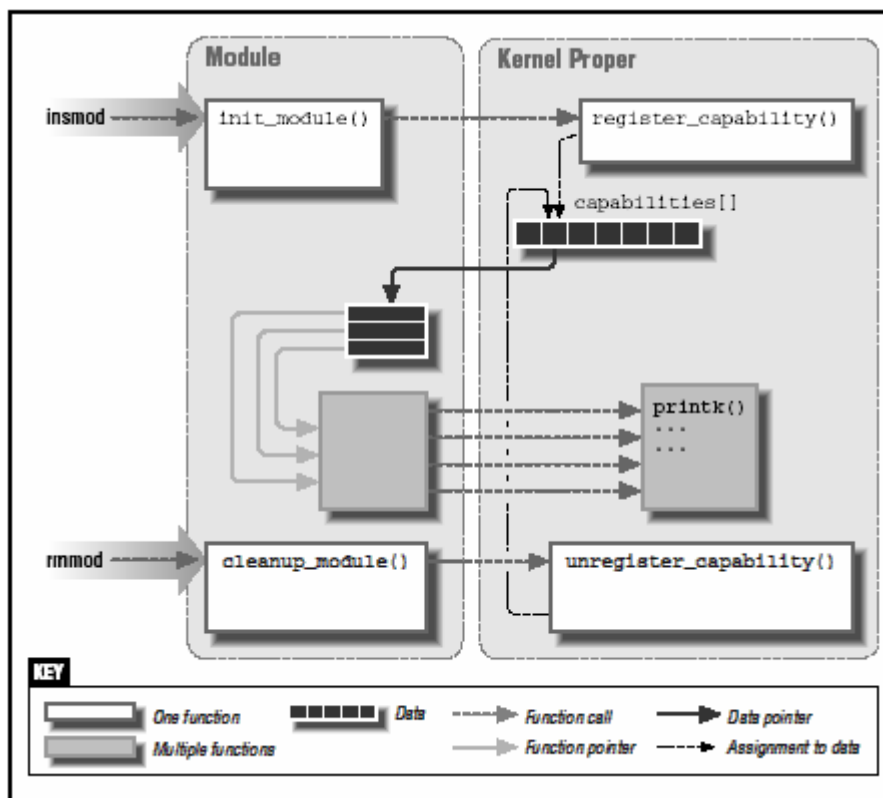 Module
Kernel Proper
insmod
init_module()
register_capability()
capabilities[]
printk()
...
...
rmmod
cleanup_module()
unregister_capability()
KEY
One function
Data
Function call
Data pointer
Multiple functions
Function pointer
Assignment to data